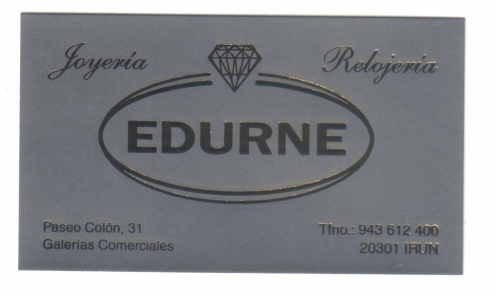 Joyería
Relojería
EDURNE
Paseo Colón, 31
Galerías Comerciales
Tfno.: 943 612 400
20301 IRUN